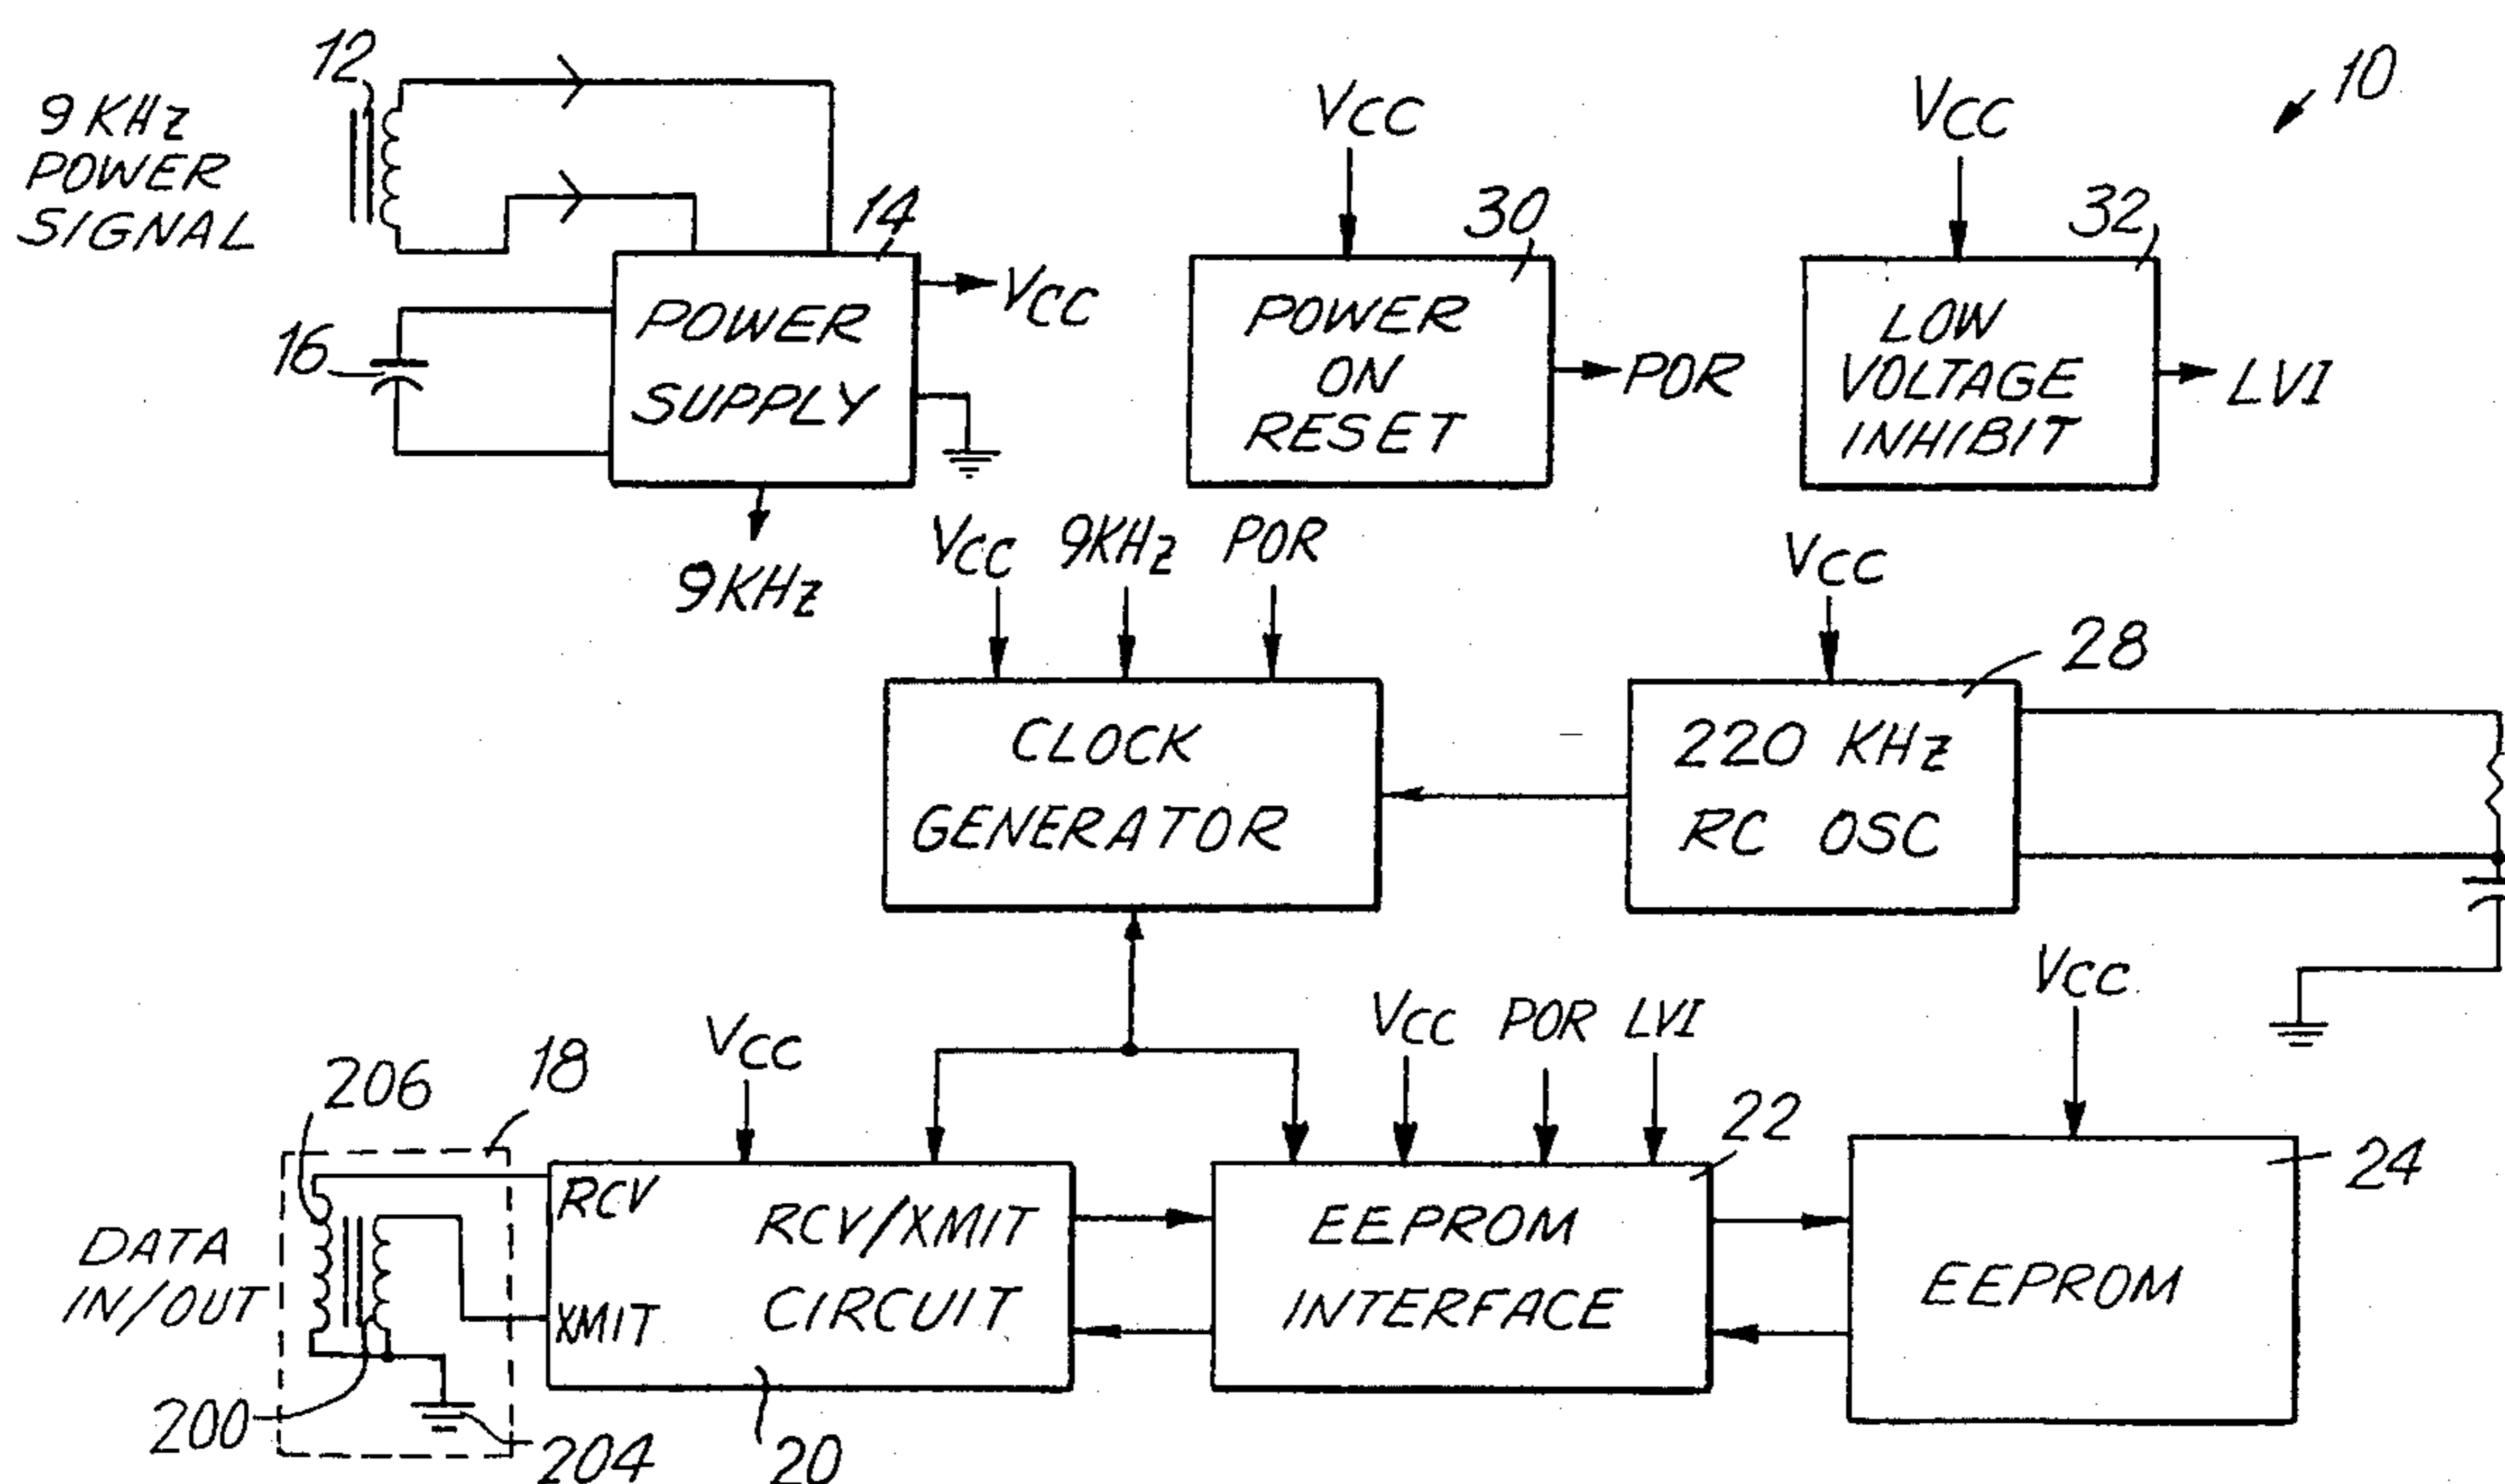 12
9 KHz
POWER
SIGNAL
14
16
POWER
SUPPLY
VCC
9KHz
VCC
30
POWER
ON
RESET
POR
VCC
32
LOW
VOLTAGE
INHIBIT
LVI
10
VCC 9KHz POR
CLOCK
GENERATOR
VCC
28
220 KHz
RC OSC
206
18
VCC
DATA
IN/OUT
RCV
XMIT
RCV/XMIT
CIRCUIT
200
204
20
VCC POR LVI
22
EEPROM
INTERFACE
VCC
24
EEPROM